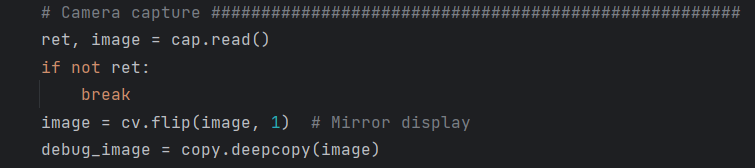 # Camera capture #####################################################
ret, image = cap.read()
if not ret:
    break
image = cv.flip(image, 1)  # Mirror display
debug_image = copy.deepcopy(image)